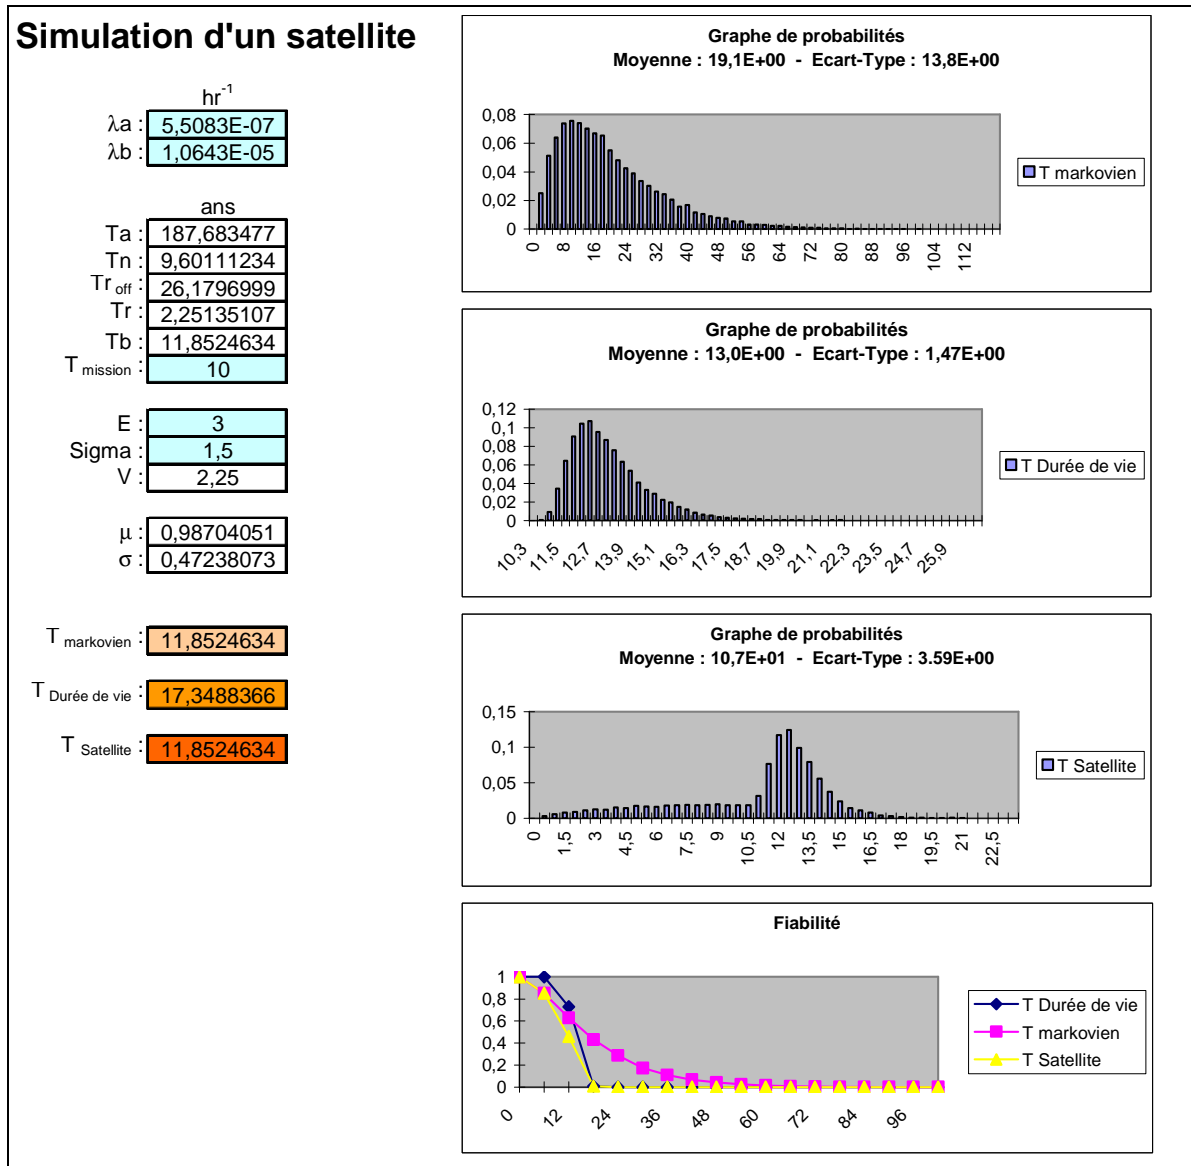 Simulation d'un satellite
hr-1
λa : 5,5083E-07
λb : 1,0643E-05
ans
Ta : 187,683477
Tn : 9,60111234
Tr off : 26,1796999
Tr : 2,25135107
Tb : 11,8524634
T mission : 10
E : 3
Sigma : 1,5
V : 2,25
μ : 0,98704051
σ : 0,47238073
T markovien : 11,8524634
T Durée de vie : 17,3488366
T Satellite : 11,8524634
Graphe de probabilités
Moyenne : 19,1E+00 - Ecart-Type : 13,8E+00
0,08
0,06
0,04
0,02
0
0 8 16 24 32 40 48 56 64 72 80 88 96 104 112
T markovien
Graphe de probabilités
Moyenne : 13,0E+00 - Ecart-Type : 1,47E+00
0,12
0,1
0,08
0,06
0,04
0,02
0
10,3 11,5 12,7 13,9 15,1 16,3 17,5 18,7 19,9 21,1 22,3 23,5 24,7 25,9
T Durée de vie
Graphe de probabilités
Moyenne : 10,7E+01 - Ecart-Type : 3.59E+00
0,15
0,1
0,05
0
0 1,5 3 4,5 6 7,5 9 10,5 12 13,5 15 16,5 18 19,5 21 22,5
T Satellite
Fiabilité
1
0,8
0,6
0,4
0,2
0
0 12 24 36 48 60 72 84 96
T Durée de vie
T markovien
T Satellite